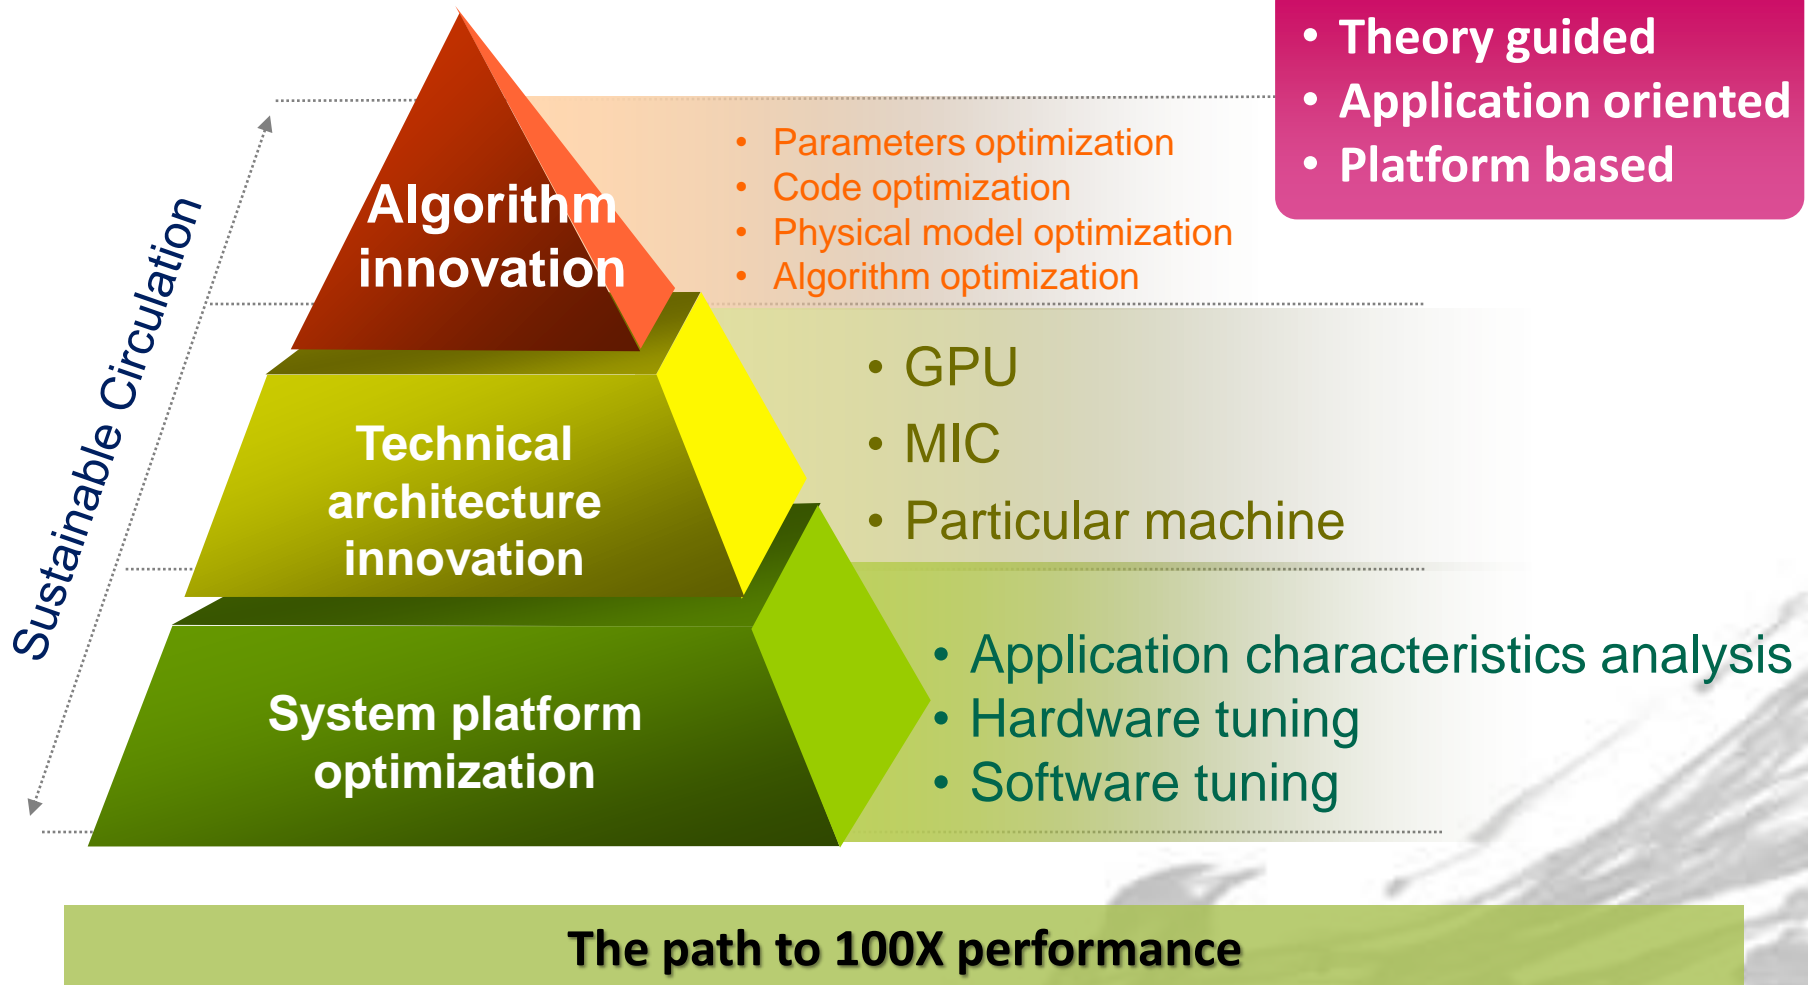 • Theory guided
• Application oriented
• Platform based
Sustainable Circulation
Algorithm
innovation
• Parameters optimization
• Code optimization
• Physical model optimization
• Algorithm optimization
Technical
architecture
innovation
• GPU
• MIC
• Particular machine
System platform
optimization
• Application characteristics analysis
• Hardware tuning
• Software tuning
The path to 100X performance